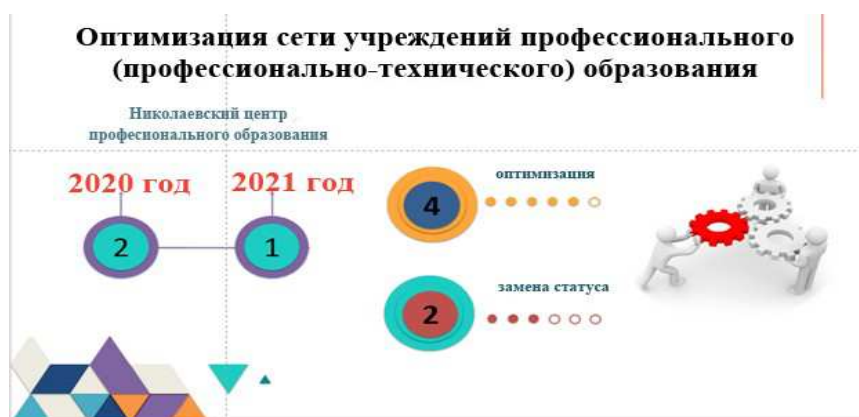 Оптимизация сети учреждений профессионального
(профессионально-технического) образования
Николаевский центр
професионального образования
2020 год
2021 год
2
1
4
оптимизация
2
замена статуса